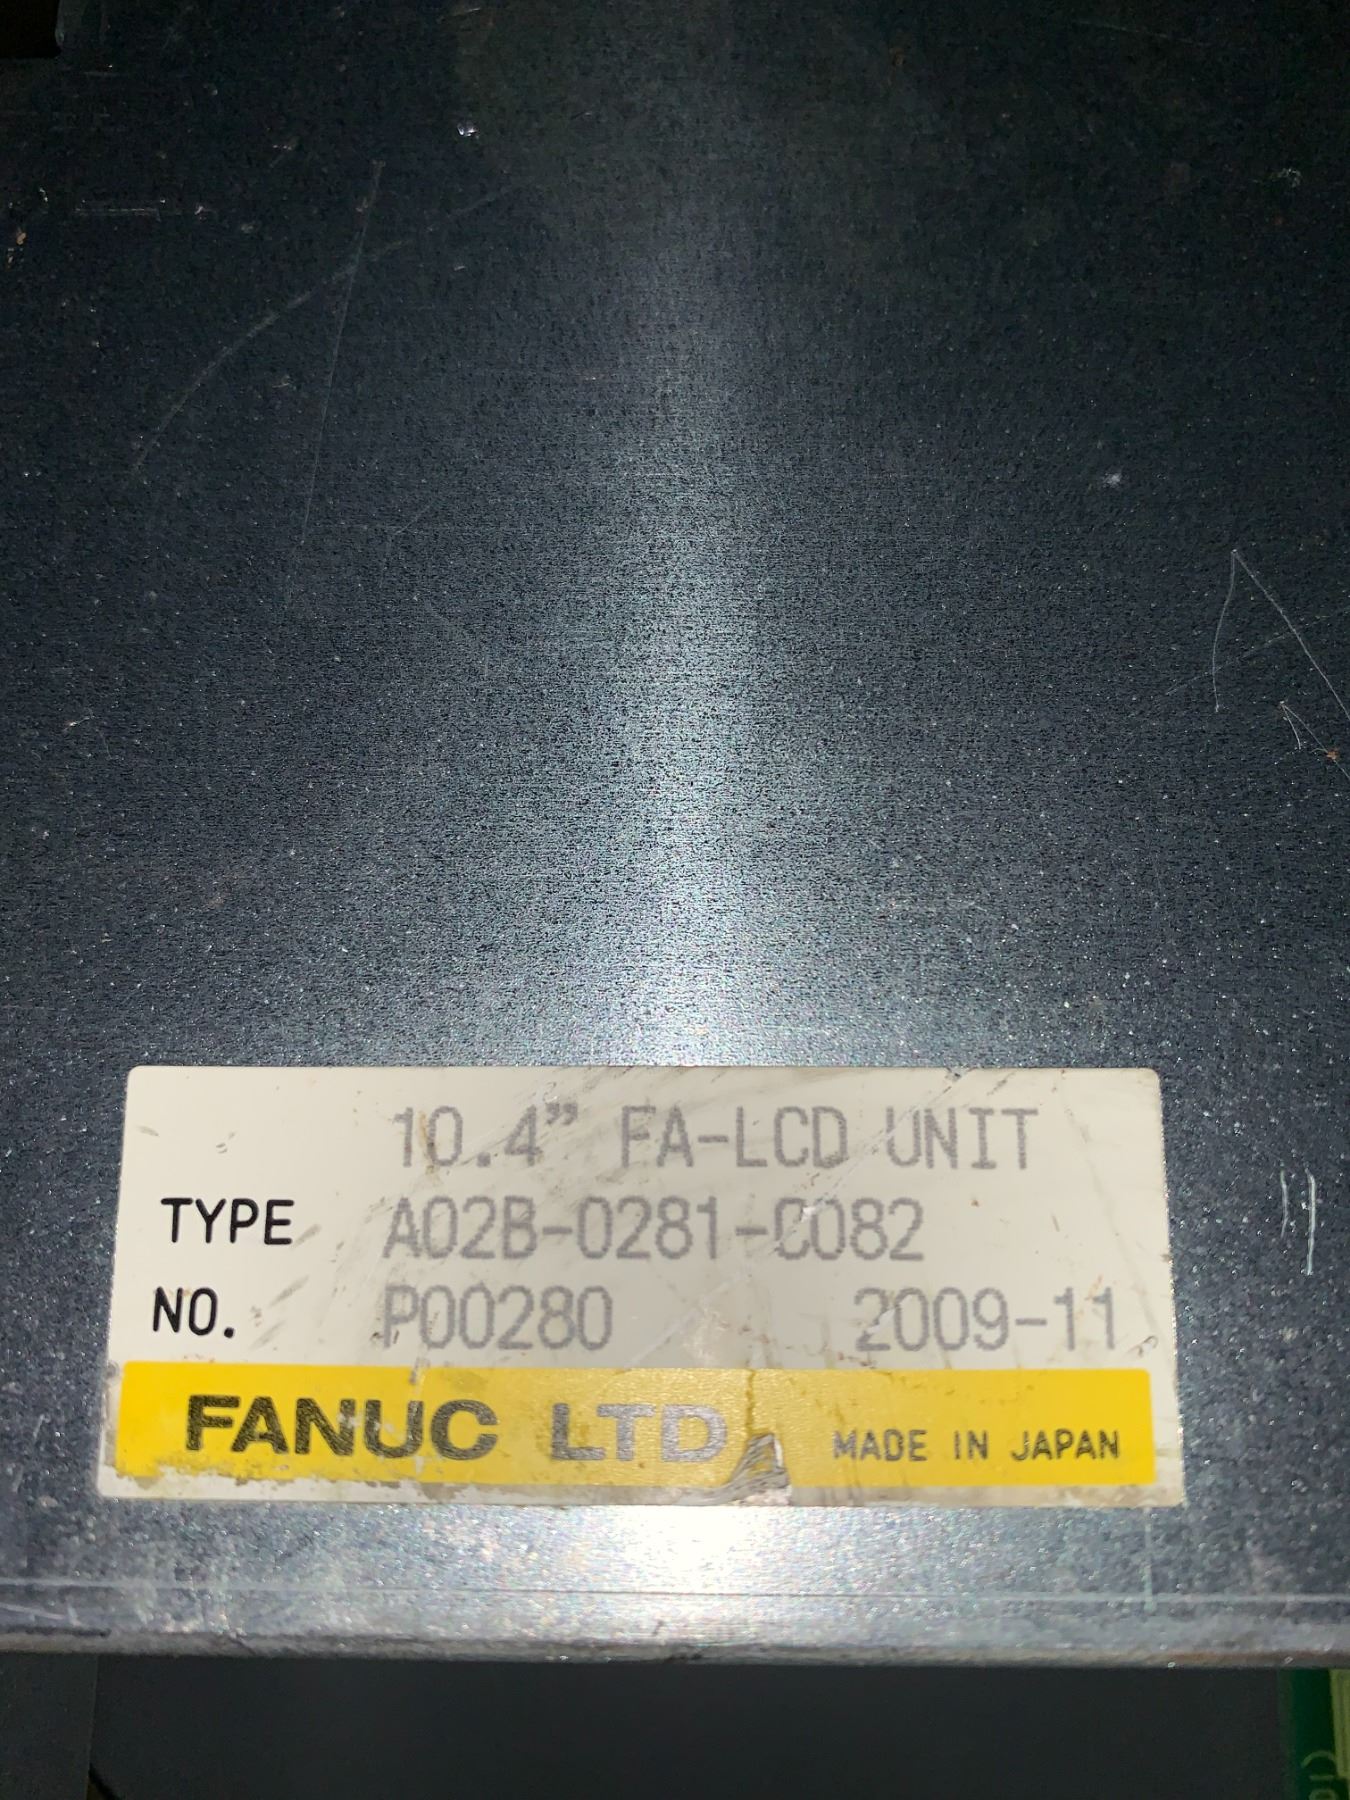 10.4” FA-LCD UNIT
TYPE A02B-0281-C082
NO. P00280 2009-11
FANUC LTD MADE IN JAPAN